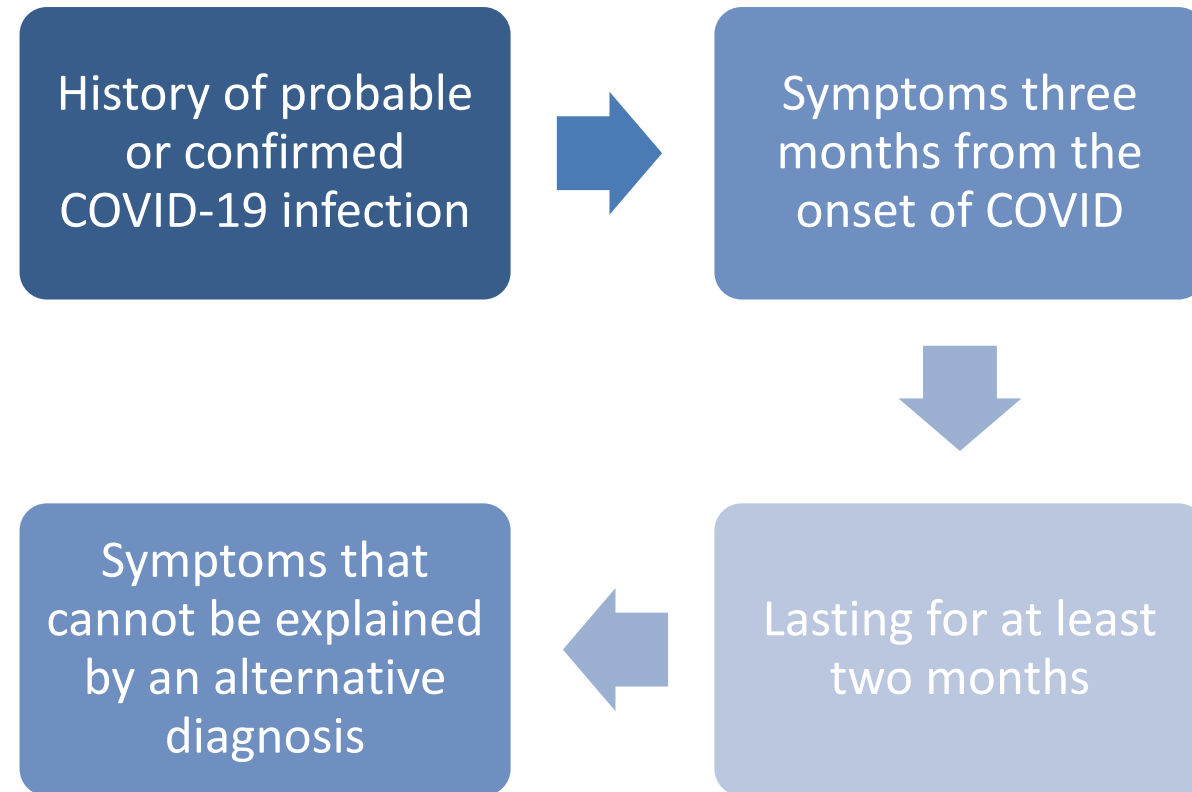 History of probable
or confirmed
COVID-19 infection
Symptoms three
months from the
onset of COVID
Lasting for at least
two months
Symptoms that
cannot be explained
by an alternative
diagnosis